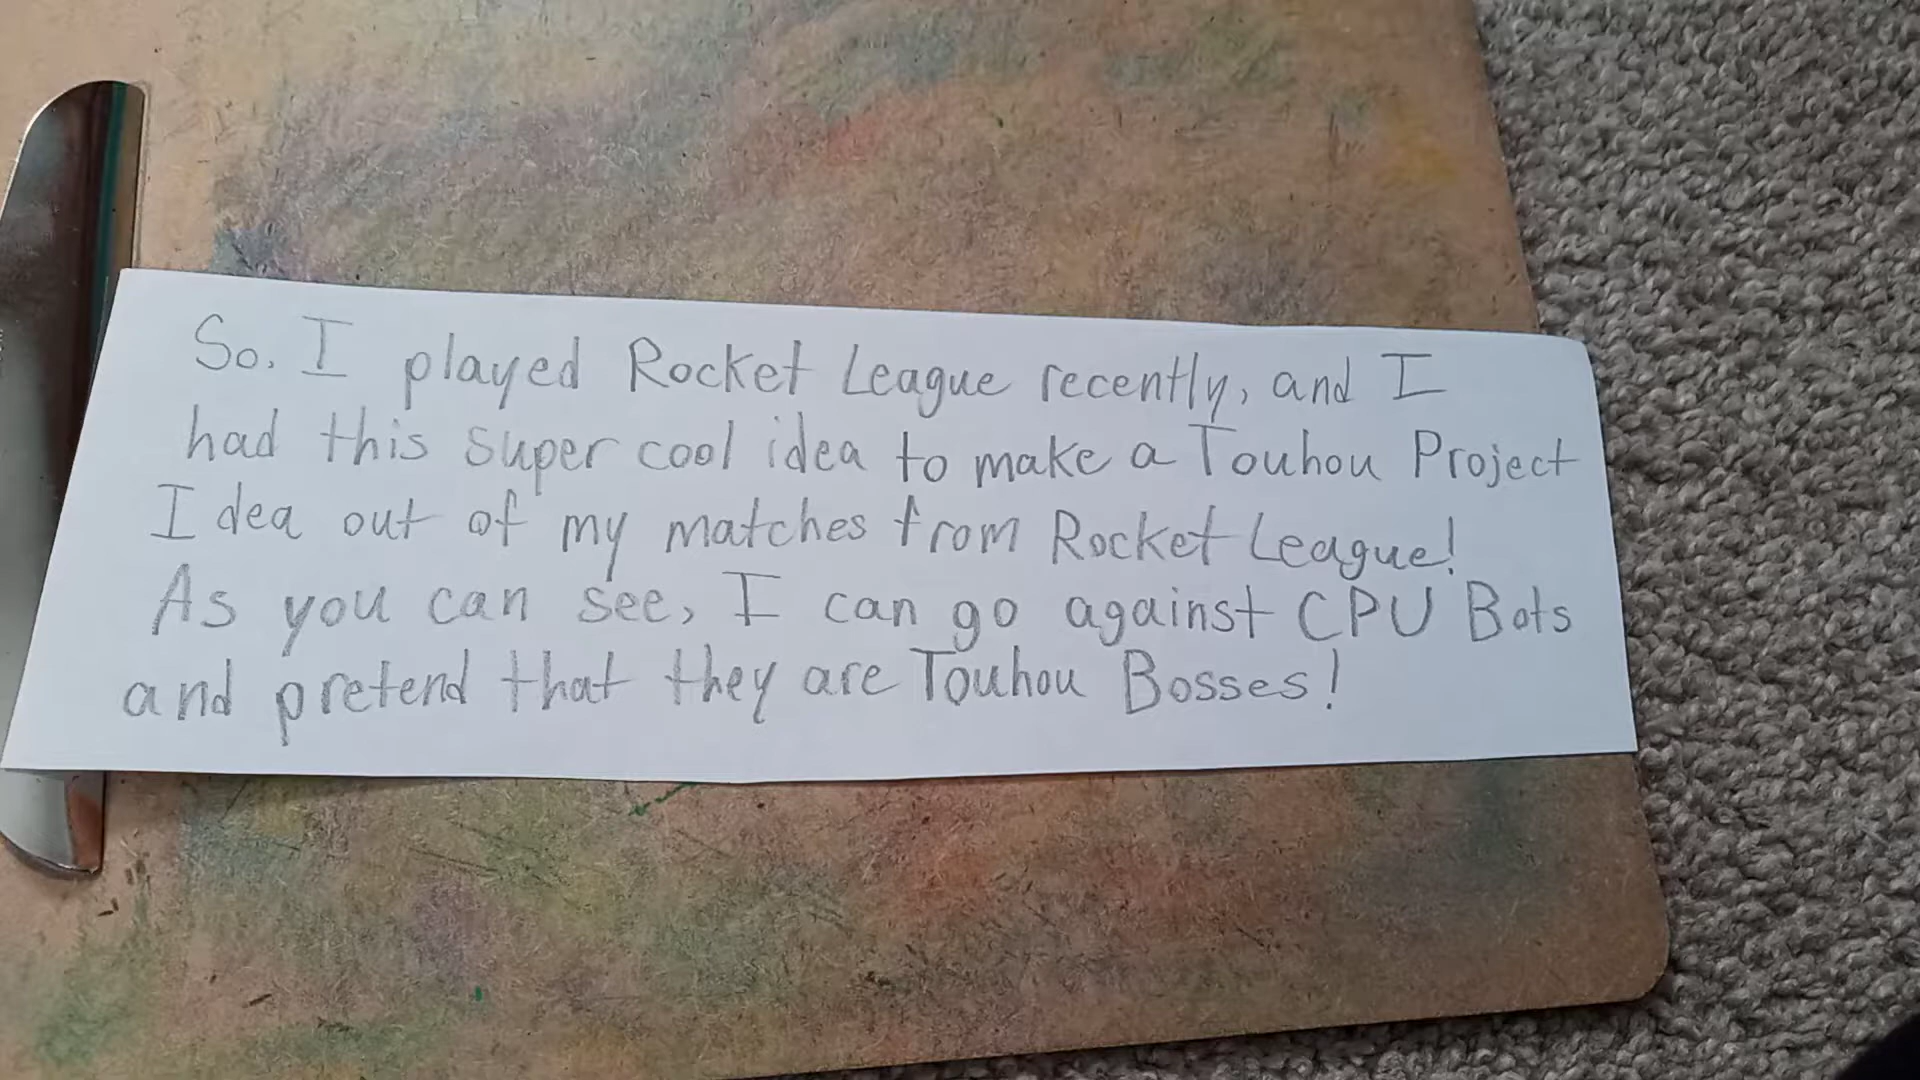 So, I played Rocket League recently, and I
had this super cool idea to make a Touhou Project
Idea out of my matches from Rocket League!
As you can see, I can go against CPU Bots
and pretend that they are Touhou Bosses!